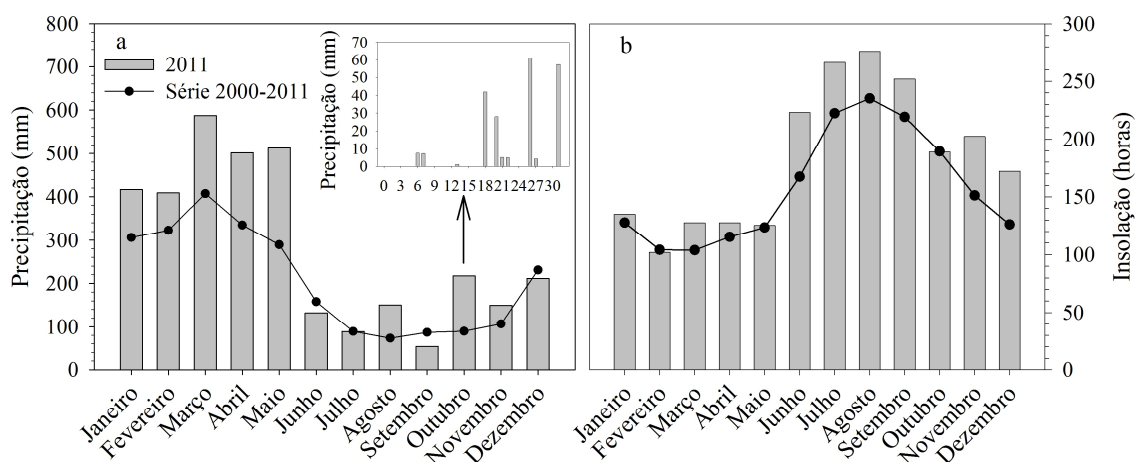 a
2011
Série 2000-2011
Precipitação (mm)
800
700
600
500
400
300
200
100
0
Janeiro
Fevereiro
Março
Abril
Maio
Junho
Julho
Agosto
Setembro
Outubro
Novembro
Dezembro
Precipitação (mm)
70
60
50
40
30
20
10
0
0 3 6 9 12 15 18 21 24 27 30
b
Insolação (horas)
300
250
200
150
100
50
0
Janeiro
Fevereiro
Março
Abril
Maio
Junho
Julho
Agosto
Setembro
Outubro
Novembro
Dezembro